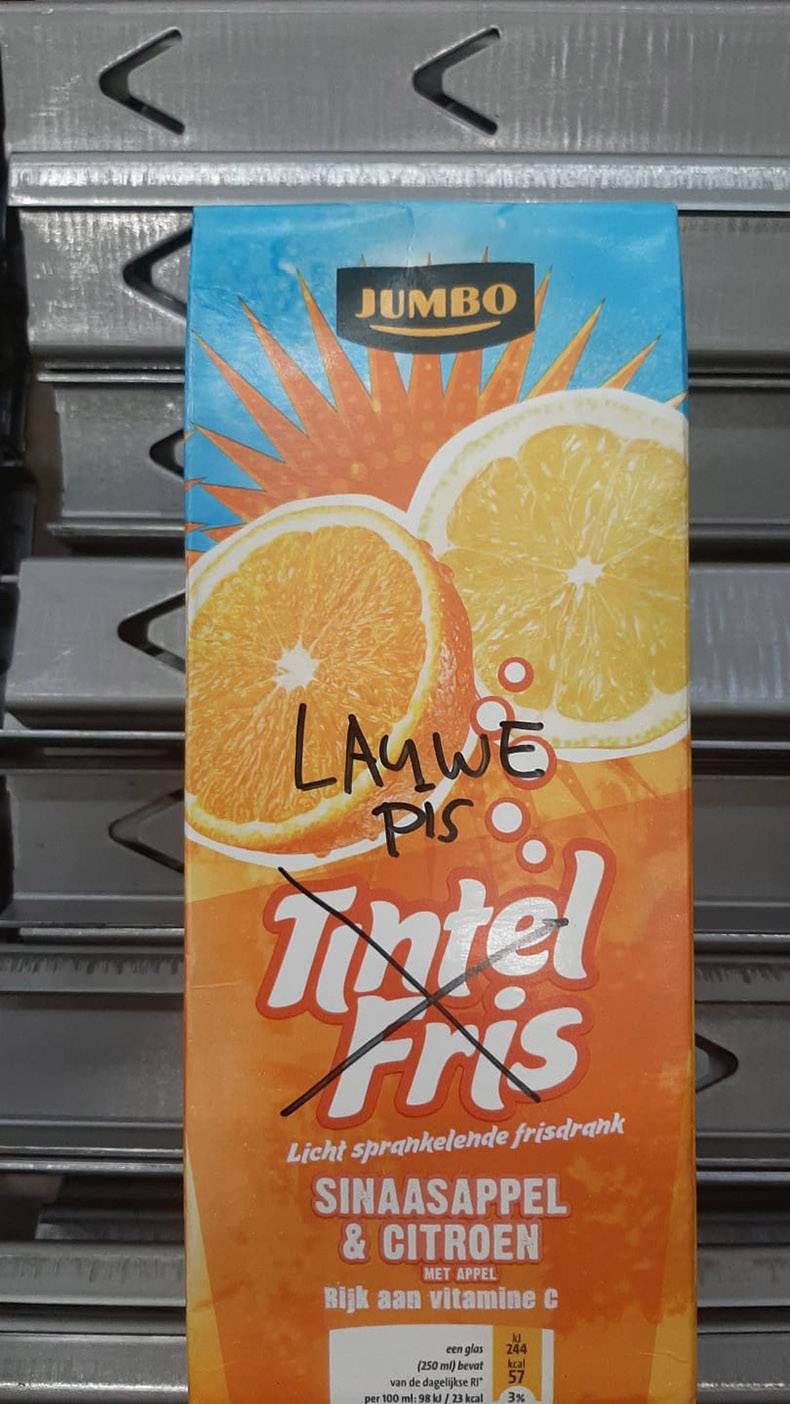 JUMBO
LAUWE
PIS
Tintel
Fris
Licht sprankelende frisdrank
SINAASAPPEL
& CITROEN
MET APPEL
Rijk aan vitamine C
een glas
(250 ml) bevat
van de dagelijkse RI*
per 100 ml: 98 kJ / 23 kcal
kJ
244
kcal
57
3%